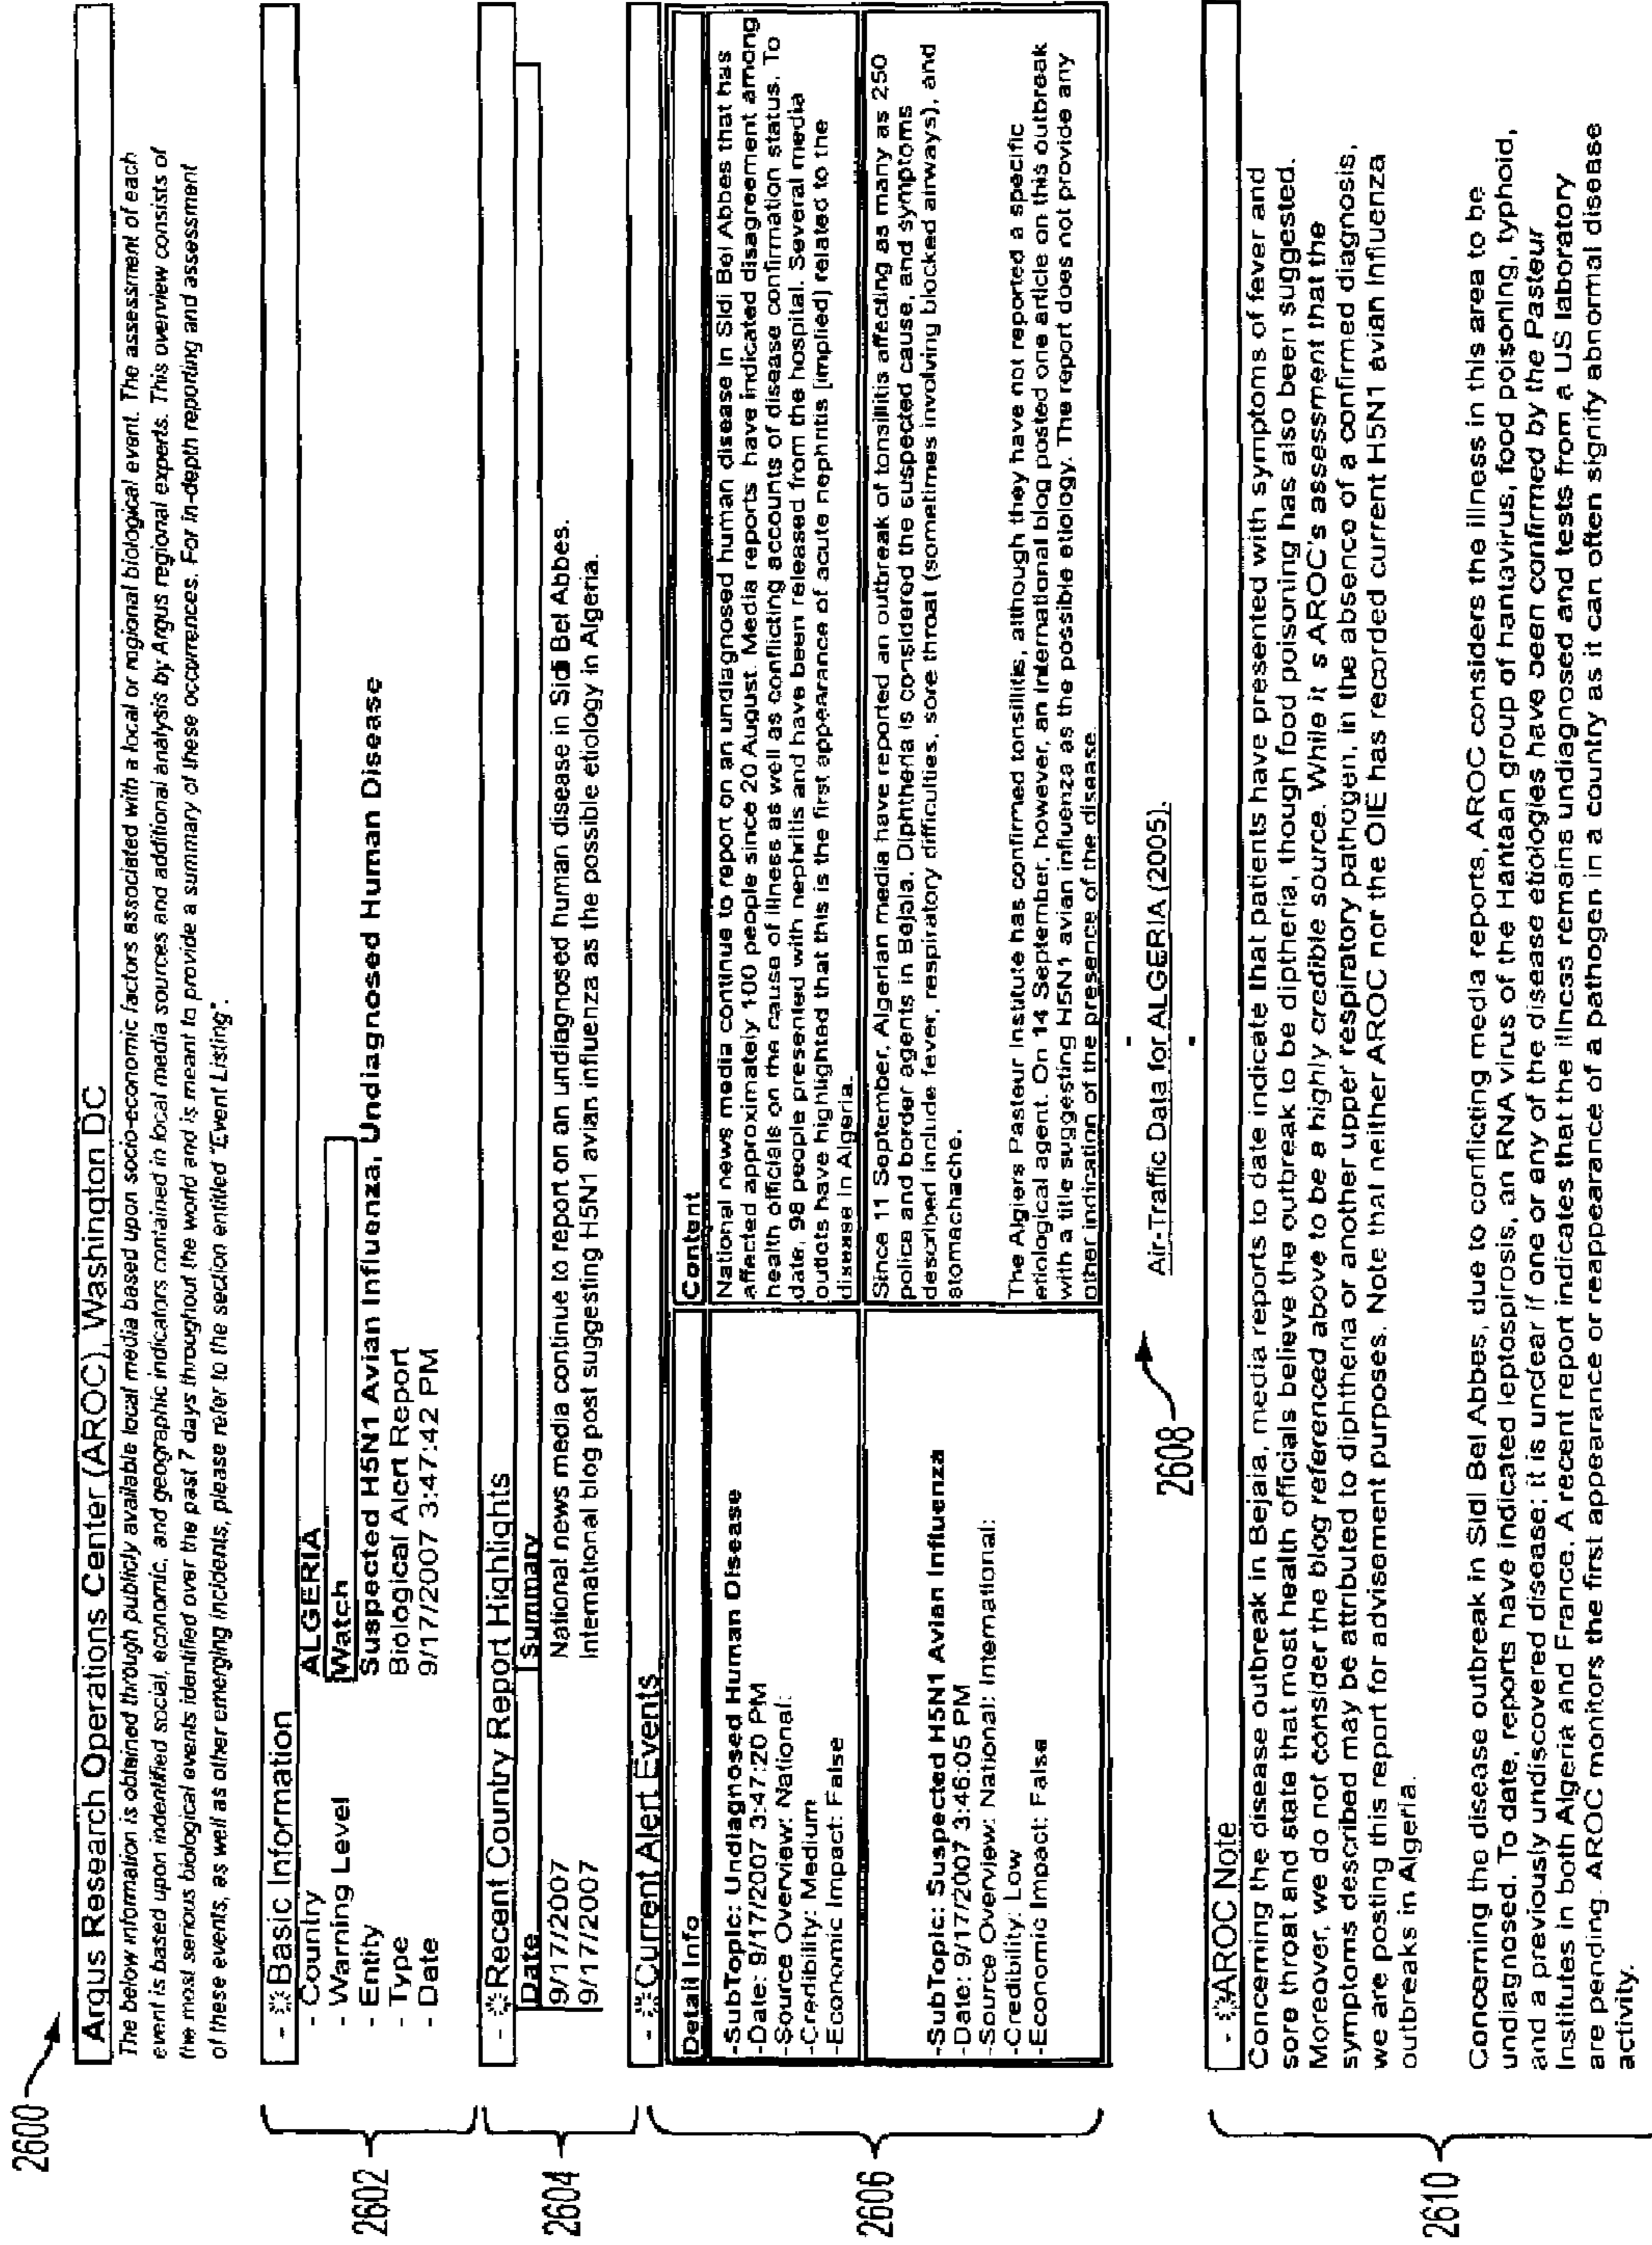 2600
Argus Research Operations Center (AROC), Washington DC
The below information is obtained through publicly available local media based upon socio-economic factors associated with a local or regional biological event. The assessment of each
event is based upon indentified social, economic, and geographic indicators contained in local media sources and additional analysis by Argus regional experts. This overview consists of
the most serious biological events identified over the past 7 days throughout the world and is meant to provide a summary of these occurrences. For in-depth reporting and assessment
of these events, as well as other emerging incidents, please refer to the section entitled "Event Listing".
2602
- Basic Information
- Country ALGERIA
- Warning Level Watch
- Entity Suspected H5N1 Avian Influenza, Undiagnosed Human Disease
- Type Biological Alert Report
- Date 9/17/2007 3:47:42 PM
2604
- Recent Country Report Highlights
Date Summary
9/17/2007 National news media continue to report on an undiagnosed human disease in Sidi Bel Abbes.
9/17/2007 International blog post suggesting H5N1 avian influenza as the possible etiology in Algeria.
2606
- Current Alert Events
Detail Info Content
-SubTopic: Undiagnosed Human Disease
-Date: 9/17/2007 3:47:20 PM
-Source Overview: National:
-Credibility: Medium
-Economic Impact: False
National news media continue to report on an undiagnosed human disease in Sidi Bel Abbes that has
affected approximately 100 people since 20 August. Media reports have indicated disagreement among
health officials on the cause of illness as well as conflicting accounts of disease confirmation status. To
date, 98 people presented with nephritis and have been released from the hospital. Several media
outlets have highlighted that this is the first appearance of acute nephritis [implied] related to the
disease in Algeria.
-SubTopic: Suspected H5N1 Avian Influenza
-Date: 9/17/2007 3:46:05 PM
-Source Overview: National: International:
-Credibility: Low
-Economic Impact: False
Since 11 September, Algerian media have reported an outbreak of tonsillitis affecting as many as 250
police and border agents in Bejaia. Diphtheria is considered the suspected cause, and symptoms
described include fever, respiratory difficulties, sore throat (sometimes involving blocked airways), and
stomachache.
The Algiers Pasteur Institute has confirmed tonsillitis, although they have not reported a specific
etiological agent. On 14 September, however, an international blog posted one article on this outbreak
with a title suggesting H5N1 avian influenza as the possible etiology. The report does not provide any
other indication of the presence of the disease.
2608
Air-Traffic Data for ALGERIA (2005).
2610
- AROC Note
Concerning the disease outbreak in Bejaia, media reports to date indicate that patients have presented with symptoms of fever and
sore throat and state that most health officials believe the outbreak to be diptheria, though food poisoning has also been suggested.
Moreover, we do not consider the blog referenced above to be a highly credible source. While it s AROC's assessment that the
symptoms described may be attributed to diphtheria or another upper respiratory pathogen, in the absence of a confirmed diagnosis,
we are posting this report for advisement purposes. Note that neither AROC nor the OIE has recorded current H5N1 avian influenza
outbreaks in Algeria.
Concerning the disease outbreak in Sidi Bel Abbes, due to conflicting media reports, AROC considers the illness in this area to be
undiagnosed. To date, reports have indicated leptospirosis, an RNA virus of the Hantaan group of hantavirus, food poisoning, typhoid,
and a previously undiscovered disease; it is unclear if one or any of the disease etiologies have been confirmed by the Pasteur
Institutes in both Algeria and France. A recent report indicates that the illness remains undiagnosed and tests from a US laboratory
are pending. AROC monitors the first appearance or reappearance of a pathogen in a country as it can often signify abnormal disease
activity.